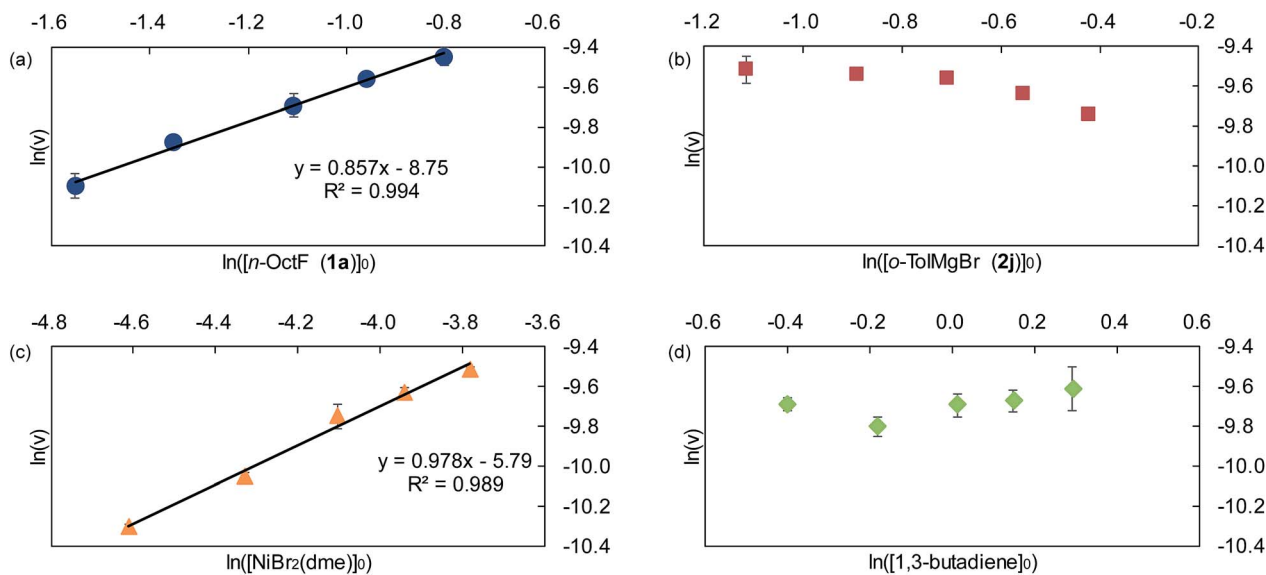 -1.6 -1.4 -1.2 -1.0 -0.8 -0.6
(a)
-9.4
-9.6
-9.8
-10.0
-10.2
-10.4
ln(v)
y = 0.857x - 8.75
R² = 0.994
ln([n-OctF (1a)]₀)
-1.2 -1.0 -0.8 -0.6 -0.4 -0.2
(b)
-9.4
-9.6
-9.8
-10.0
-10.2
-10.4
ln(v)
ln([o-TolMgBr (2j)]₀)
-4.8 -4.6 -4.4 -4.2 -4.0 -3.8 -3.6
(c)
-9.4
-9.6
-9.8
-10.0
-10.2
-10.4
ln(v)
y = 0.978x - 5.79
R² = 0.989
ln([NiBr₂(dme)]₀)
-0.6 -0.4 -0.2 0.0 0.2 0.4 0.6
(d)
-9.4
-9.6
-9.8
-10.0
-10.2
-10.4
ln(v)
ln([1,3-butadiene]₀)